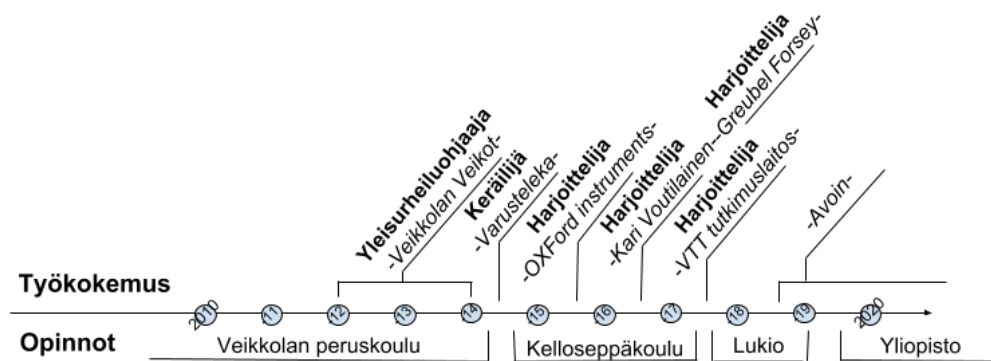 Yleisurheiluohjaaja
-Veikkolan Veikot-
Keräilijä
-Varusteleka-
Harjoittelija
-OXFord instruments-
Harjoittelija
-Kari Voutilainen-
Harjoittelija
-Greubel Forsey-
Harjoittelija
-VTT tutkimuslaitos-
-Avoin-
Työkokemus
2010
-11
-12
-13
-14
-15
-16
-17
-18
-19
2020
Opinnot
Veikkolan peruskoulu
Kelloseppäkoulu
Lukio
Yliopisto